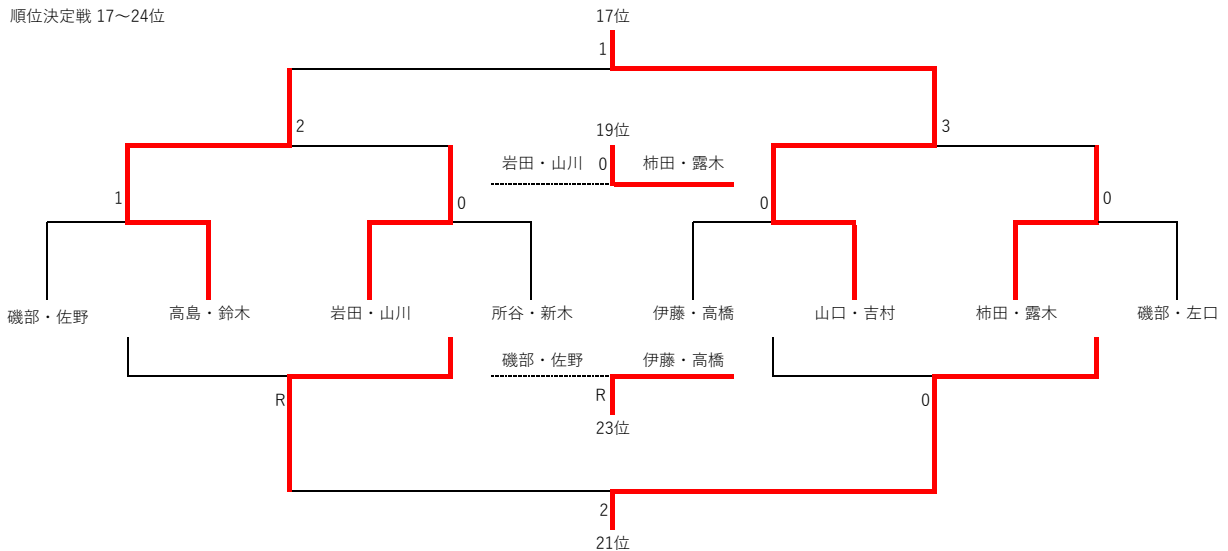 順位決定戦 17～24位
17位
1
2
3
19位
岩田・山川
0
柿田・露木
1
0
0
0
磯部・佐野
高島・鈴木
岩田・山川
所谷・新木
伊藤・高橋
山口・吉村
柿田・露木
磯部・左口
磯部・佐野
伊藤・高橋
R
R
0
23位
2
21位